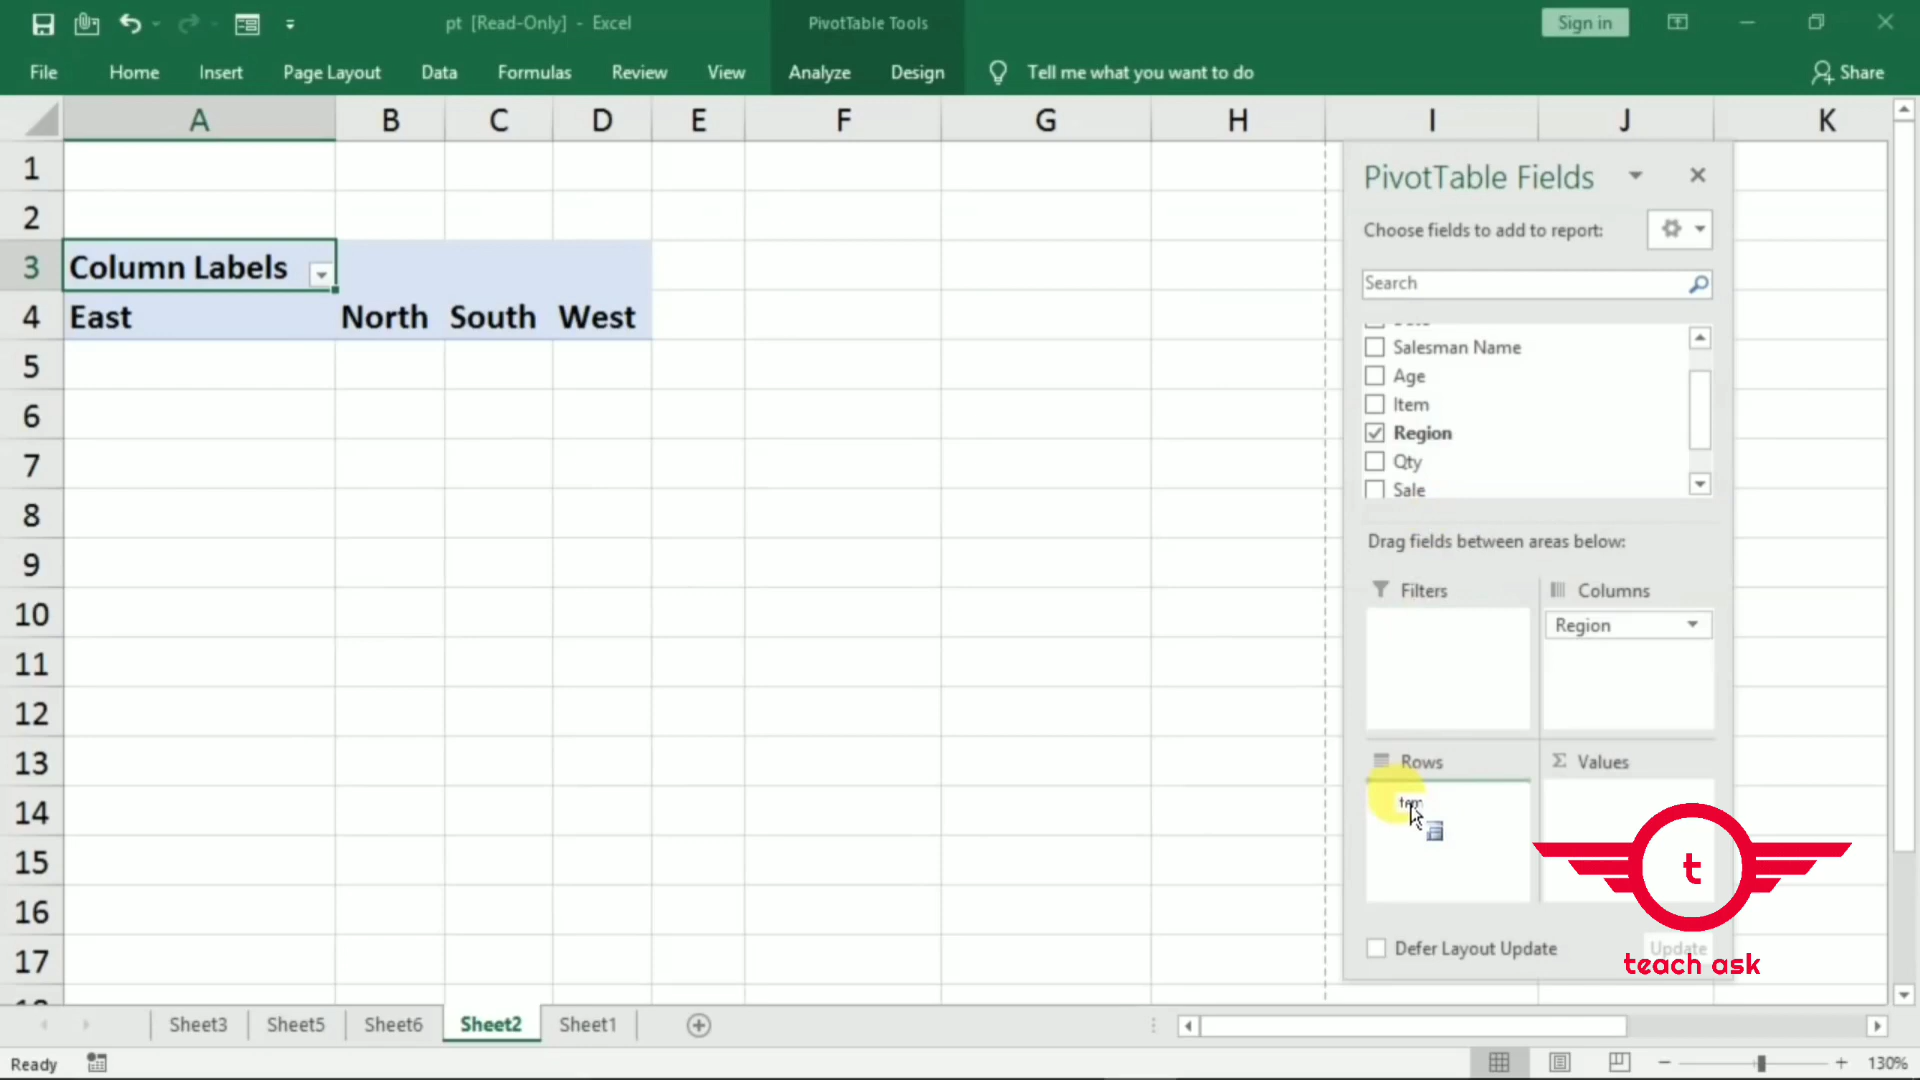 pt [Read-Only] - Excel
PivotTable Tools
Sign in
File Home Insert Page Layout Data Formulas Review View Analyze Design Tell me what you want to do Share
A B C D E F G H I J K
1
2
3 Column Labels
4 East North South West
5
6
7
8
9
10
11
12
13
14
15
16
17
PivotTable Fields
Choose fields to add to report:
Search
Salesman Name
Age
Item
Region
Qty
Sale
Drag fields between areas below:
Filters
Columns
Region
Rows
Σ Values
t
teach ask
Defer Layout Update
Update
Sheet3 Sheet5 Sheet6 Sheet2 Sheet1
Ready
130%